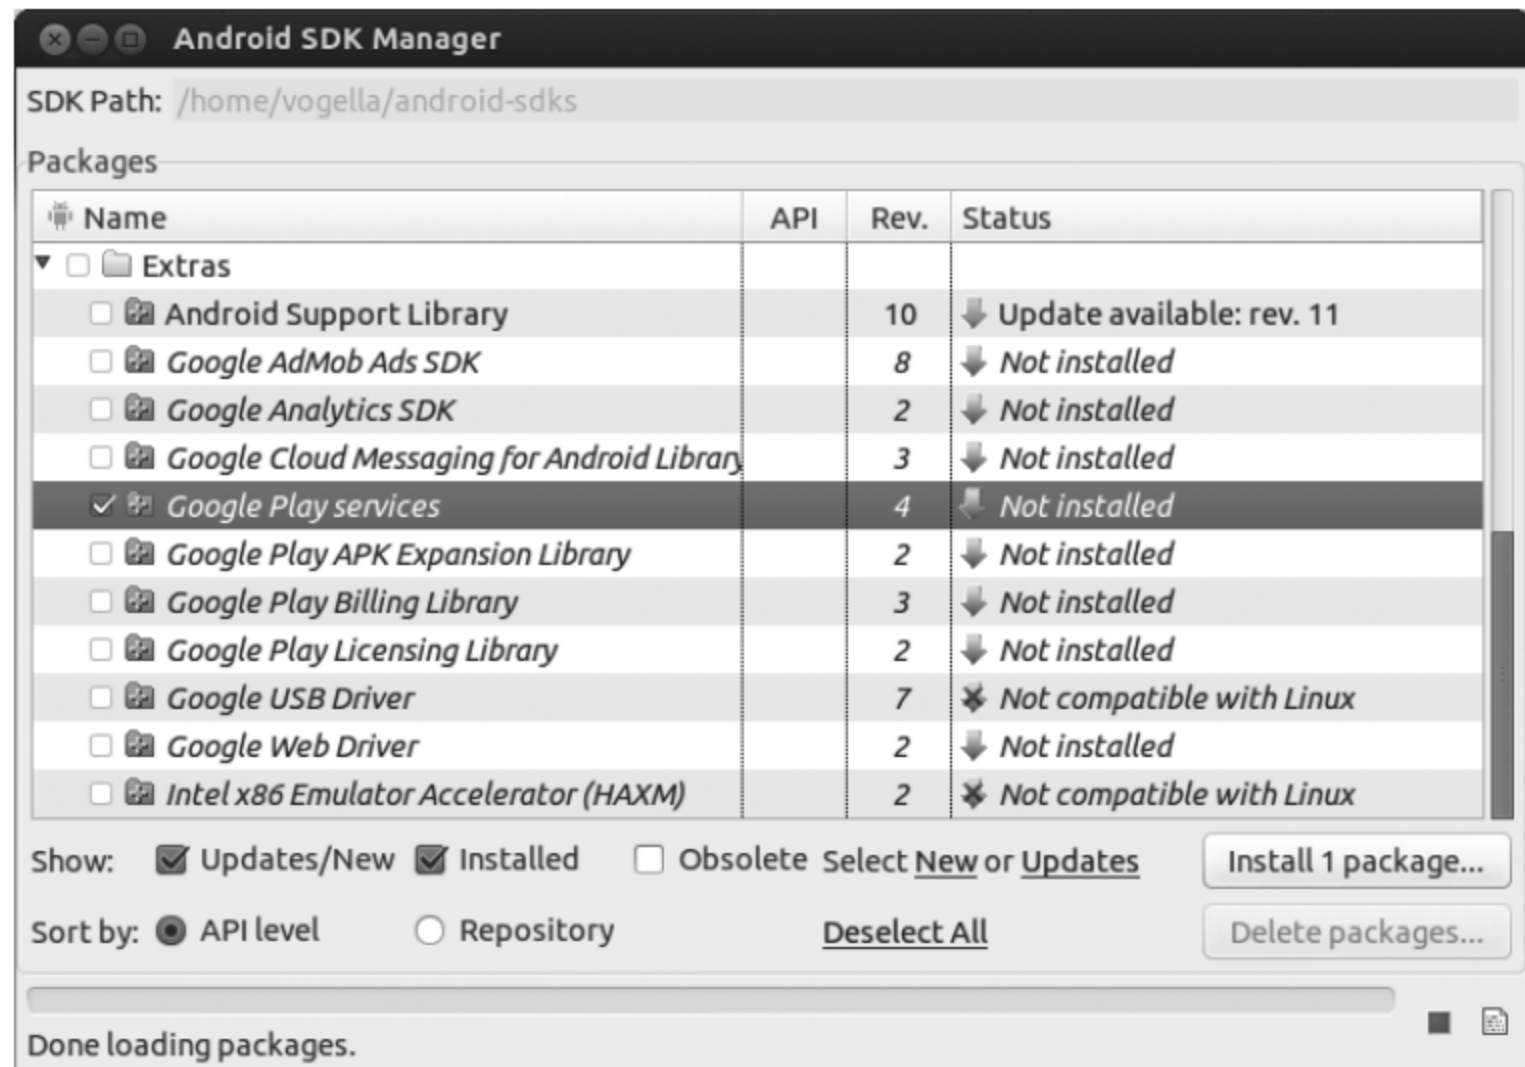 Android SDK Manager
SDK Path: /home/vogella/android-sdks
Packages
Name API Rev. Status
Extras
Android Support Library 10 Update available: rev. 11
Google AdMob Ads SDK 8 Not installed
Google Analytics SDK 2 Not installed
Google Cloud Messaging for Android Library 3 Not installed
Google Play services 4 Not installed
Google Play APK Expansion Library 2 Not installed
Google Play Billing Library 3 Not installed
Google Play Licensing Library 2 Not installed
Google USB Driver 7 Not compatible with Linux
Google Web Driver 2 Not installed
Intel x86 Emulator Accelerator (HAXM) 2 Not compatible with Linux
Show: Updates/New Installed Obsolete Select New or Updates Install 1 package...
Sort by: API level Repository Deselect All Delete packages...
Done loading packages.